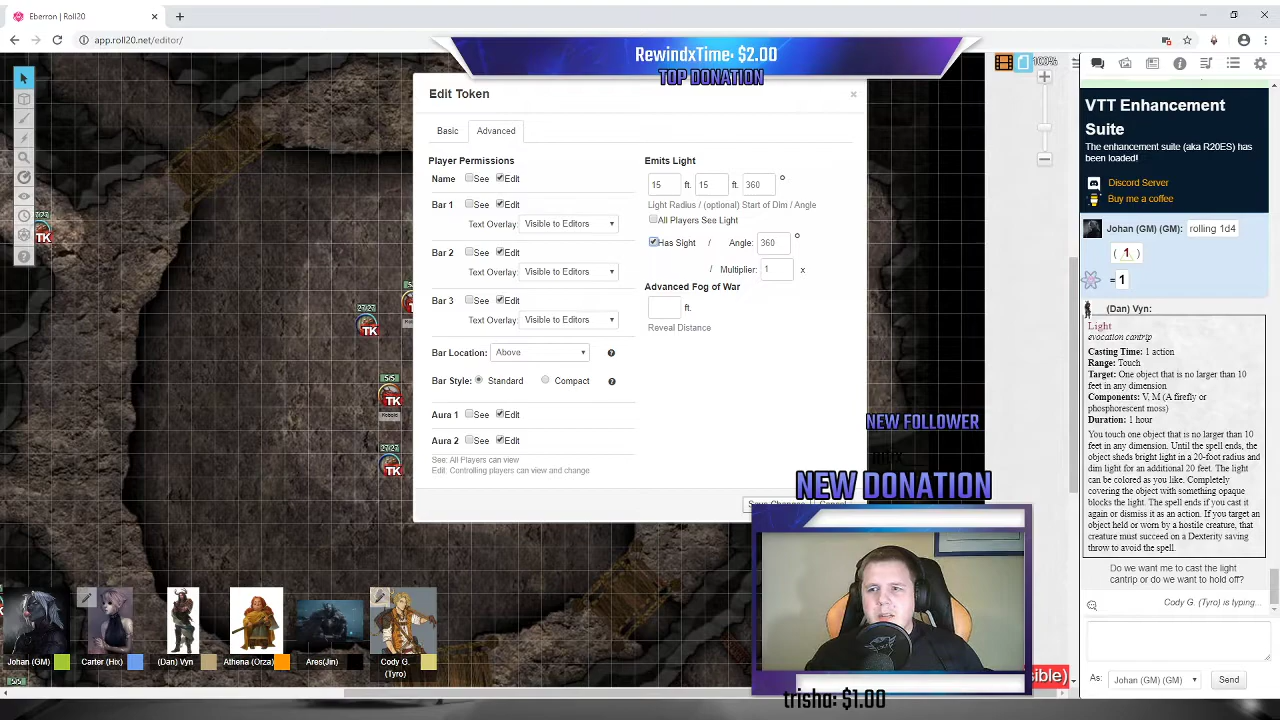 Eberron | Roll20
app.roll20.net/editor/
RewindxTime: $2.00
TOP DONATION
100%
Edit Token
Basic
Advanced
Player Permissions
Name See Edit
Bar 1 See Edit
Text Overlay: Visible to Editors
Bar 2 See Edit
Text Overlay: Visible to Editors
Bar 3 See Edit
Text Overlay: Visible to Editors
Bar Location: Above
Bar Style: Standard Compact
Aura 1 See Edit
Aura 2 See Edit
See: All Players can view
Edit: Controlling players can view and change
Emits Light
15 ft. 15 ft. 360 °
Light Radius / (optional) Start of Dim / Angle
All Players See Light
Has Sight / Angle: 360 °
/ Multiplier: 1 x
Advanced Fog of War
ft.
Reveal Distance
TK
27/27
TK
5/5
TK
Kobold
27/27
TK
NEW FOLLOWER
NEW DONATION
trisha: $1.00
VTT Enhancement
Suite
The enhancement suite (aka R20ES) has
been loaded!
Discord Server
Buy me a coffee
Johan (GM) (GM): rolling 1d4
( 1 )
= 1
(Dan) Vyn:
Light
evocation cantrip
Casting Time: 1 action
Range: Touch
Target: One object that is no larger than 10
feet in any dimension
Components: V, M (A firefly or
phosphorescent moss)
Duration: 1 hour
You touch one object that is no larger than 10
feet in any dimension. Until the spell ends, the
object sheds bright light in a 20-foot radius and
dim light for an additional 20 feet. The light
can be colored as you like. Completely
covering the object with something opaque
blocks the light. The spell ends if you cast it
again or dismiss it as an action. If you target an
object held or worn by a hostile creature, that
creature must succeed on a Dexterity saving
throw to avoid the spell.
Do we want me to cast the light
cantrip or do we want to hold off?
Cody G. (Tyro) is typing...
As: Johan (GM) (GM) Send
Johan (GM)
Carter (Hix)
(Dan) Vyn
Athena (Orza)
Ares(Jin)
Cody G.
(Tyro)
5/5